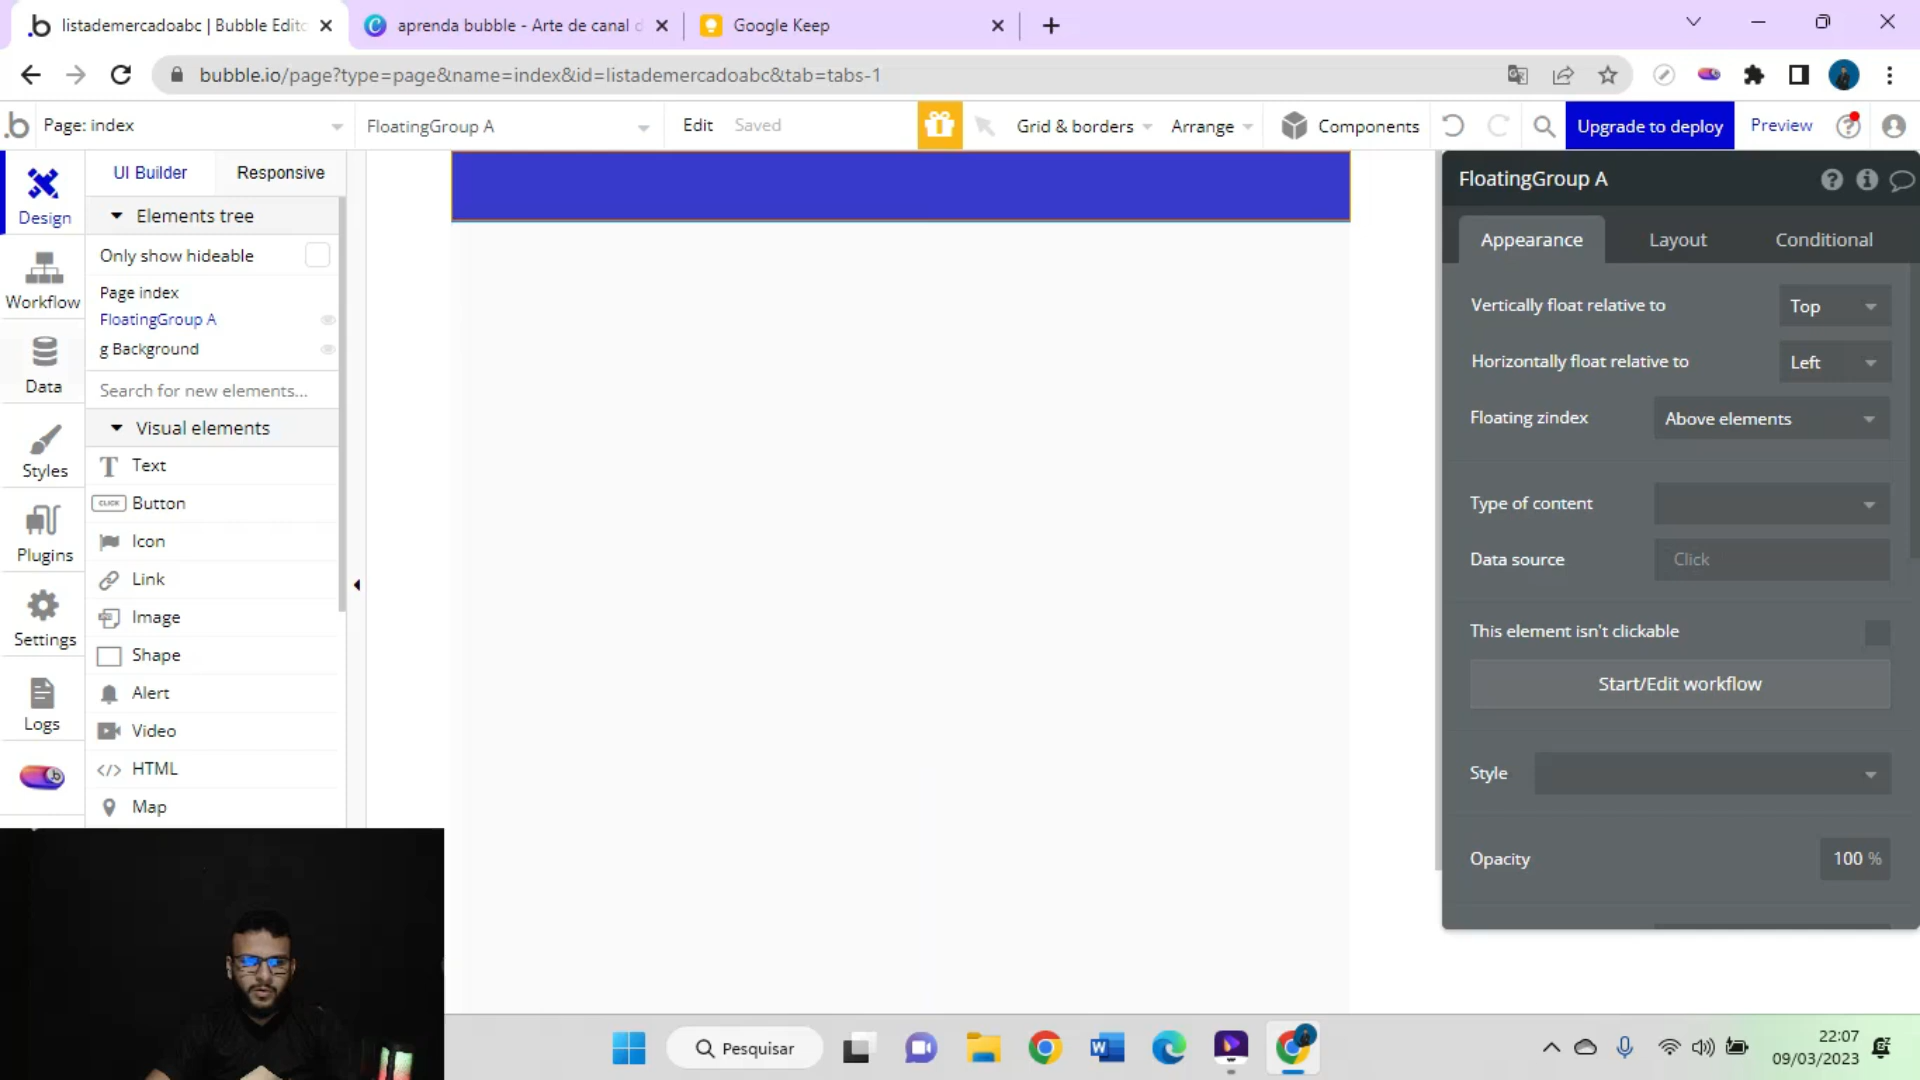 listademercadoabc | Bubble Edito
aprenda bubble - Arte de canal d
Google Keep
bubble.io/page?type=page&name=index&id=listademercadoabc&tab=tabs-1
Page: index
FloatingGroup A
Edit
Saved
Grid & borders
Arrange
Components
Upgrade to deploy
Preview
Design
Workflow
Data
Styles
Plugins
Settings
Logs
UI Builder
Responsive
Elements tree
Only show hideable
Page index
FloatingGroup A
g Background
Search for new elements...
Visual elements
Text
CLICK Button
Icon
Link
Image
Shape
Alert
Video
HTML
Map
FloatingGroup A
Appearance
Layout
Conditional
Vertically float relative to
Top
Horizontally float relative to
Left
Floating zindex
Above elements
Type of content
Data source
Click
This element isn't clickable
Start/Edit workflow
Style
Opacity
100 %
Pesquisar
22:07
09/03/2023